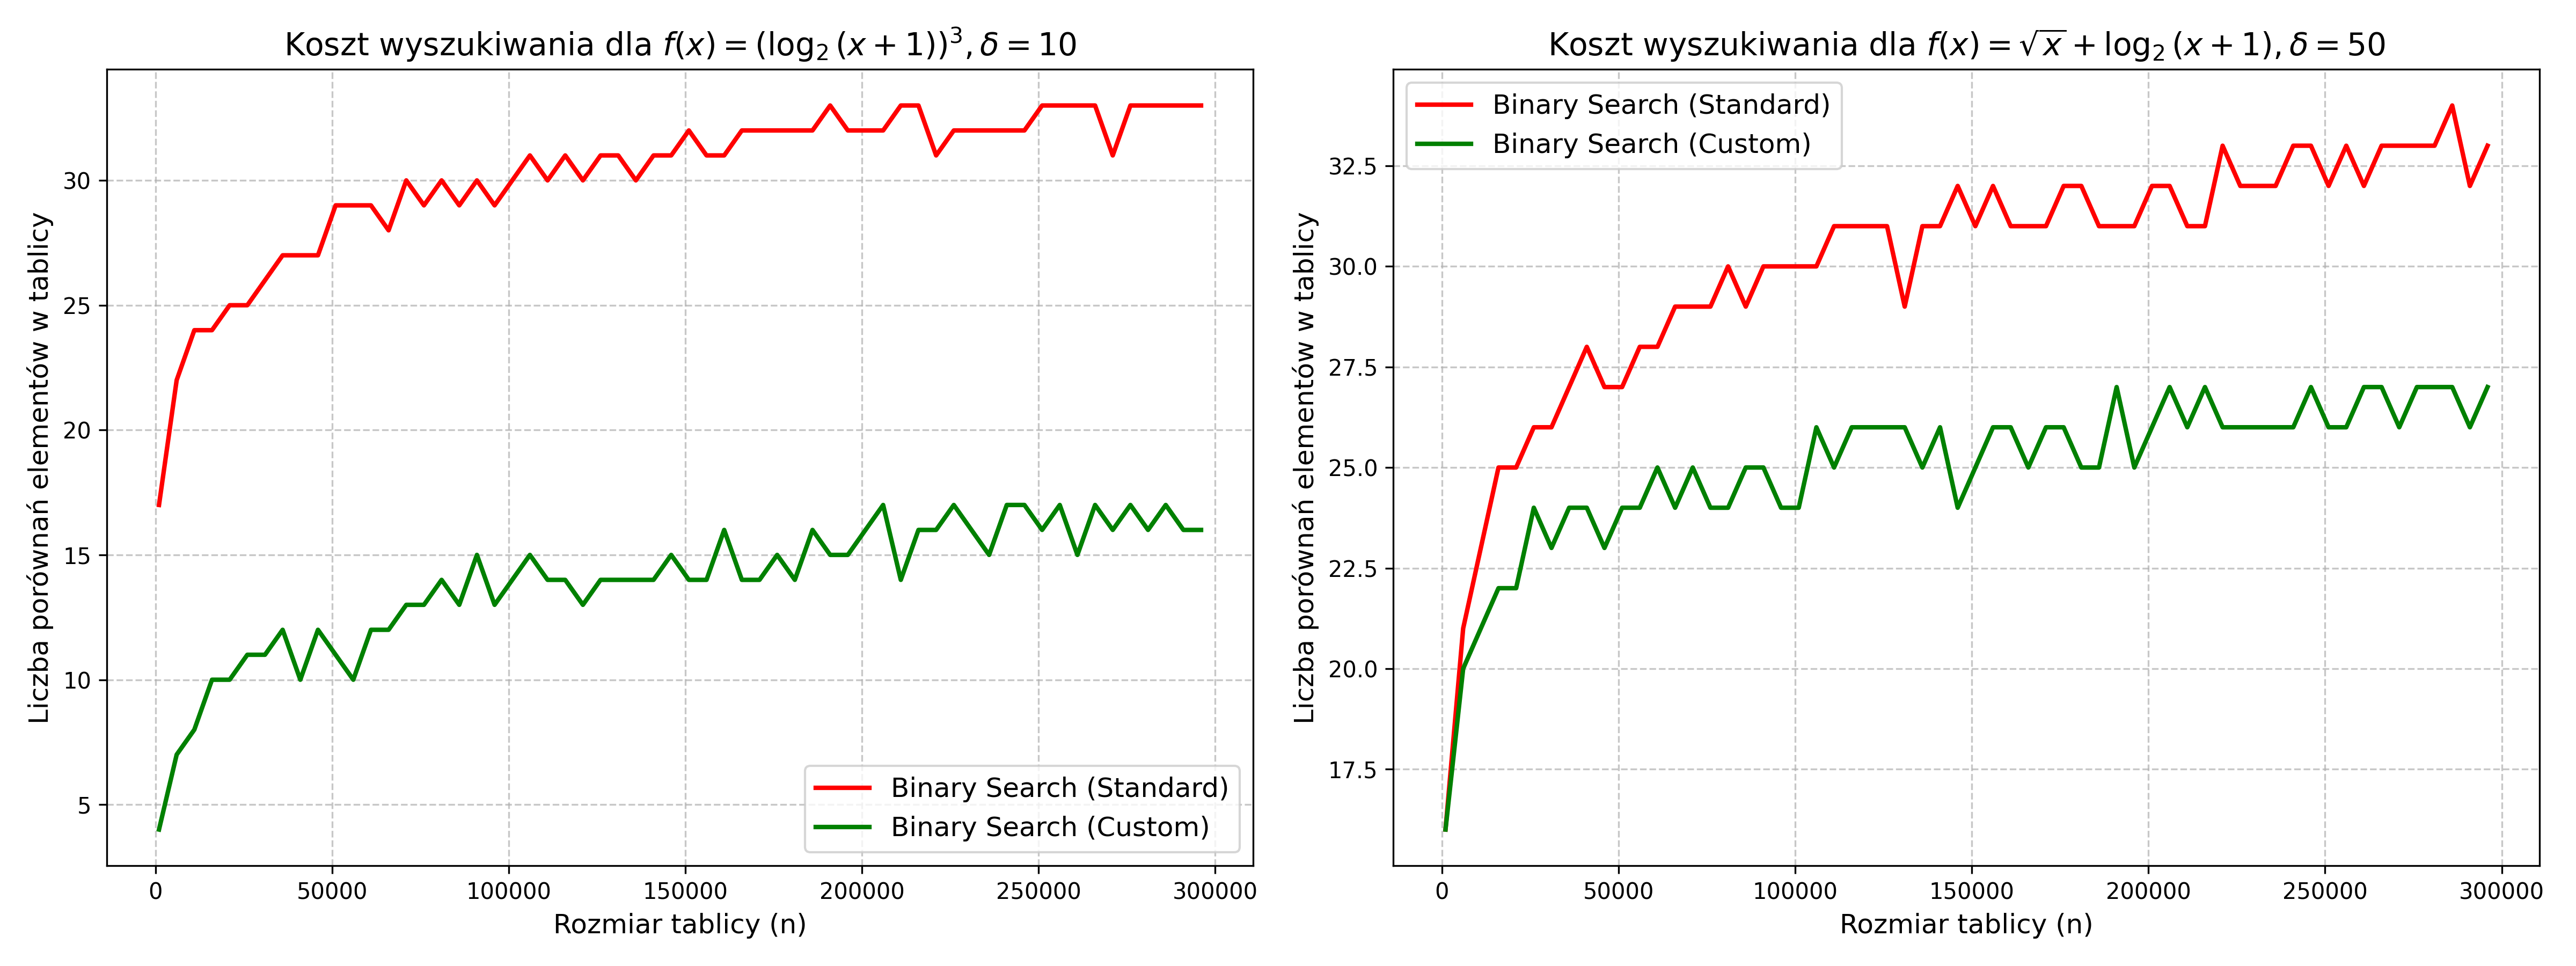 Koszt wyszukiwania dla f(x) = (log₂ (x + 1))³, δ = 10
Liczba porównań elementów w tablicy
30
25
20
15
10
5
Binary Search (Standard)
Binary Search (Custom)
0 50000 100000 150000 200000 250000 300000
Rozmiar tablicy (n)
Koszt wyszukiwania dla f(x) = √x + log₂ (x + 1), δ = 50
Binary Search (Standard)
Binary Search (Custom)
Liczba porównań elementów w tablicy
32.5
30.0
27.5
25.0
22.5
20.0
17.5
0 50000 100000 150000 200000 250000 300000
Rozmiar tablicy (n)